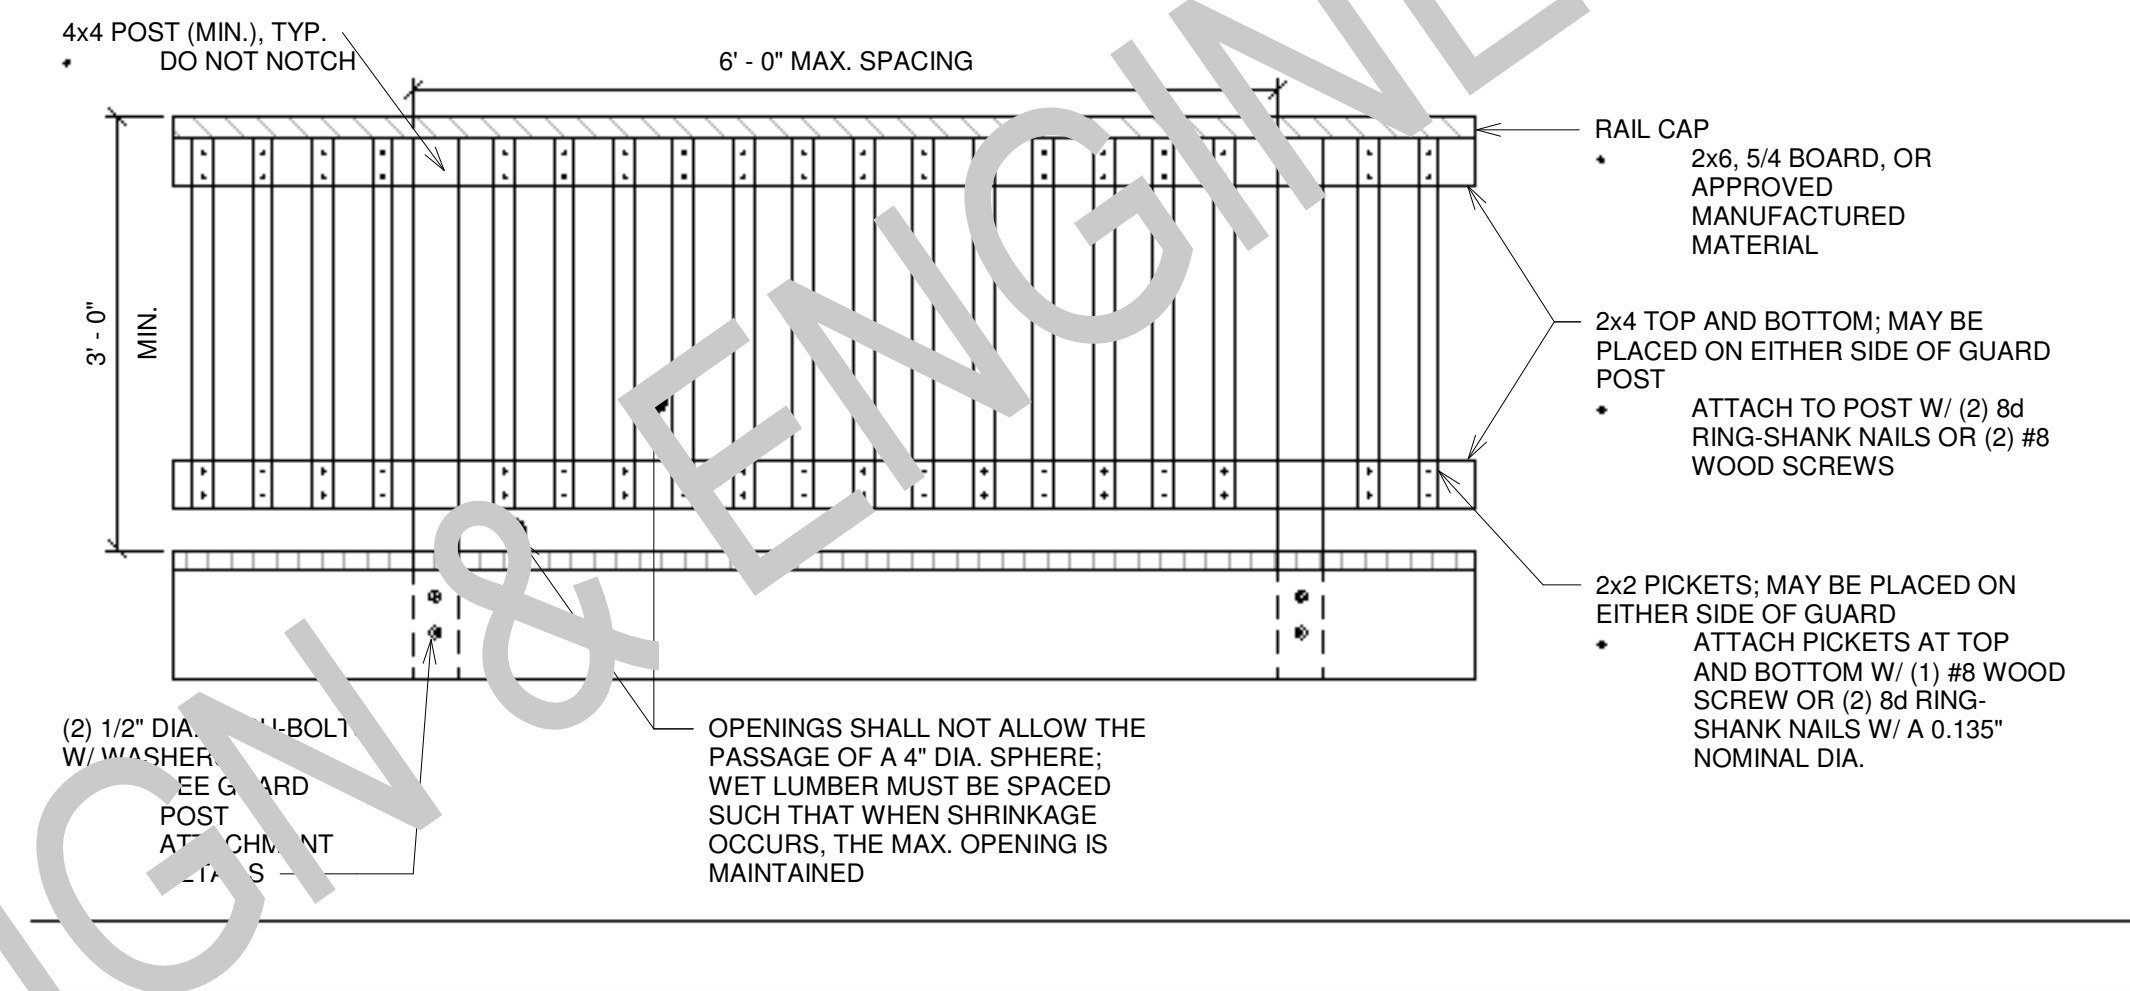 4x4 POST (MIN.), TYP.
• DO NOT NOTCH
6' - 0" MAX. SPACING
3' - 0"
MIN.
RAIL CAP
• 2x6, 5/4 BOARD, OR
APPROVED
MANUFACTURED
MATERIAL
2x4 TOP AND BOTTOM; MAY BE
PLACED ON EITHER SIDE OF GUARD
POST
• ATTACH TO POST W/ (2) 8d
RING-SHANK NAILS OR (2) #8
WOOD SCREWS
2x2 PICKETS; MAY BE PLACED ON
EITHER SIDE OF GUARD
• ATTACH PICKETS AT TOP
AND BOTTOM W/ (1) #8 WOOD
SCREW OR (2) 8d RING-
SHANK NAILS W/ A 0.135"
NOMINAL DIA.
(2) 1/2" DIA.
W/
POST
OPENINGS SHALL NOT ALLOW THE
PASSAGE OF A 4" DIA. SPHERE;
WET LUMBER MUST BE SPACED
SUCH THAT WHEN SHRINKAGE
OCCURS, THE MAX. OPENING IS
MAINTAINED
&